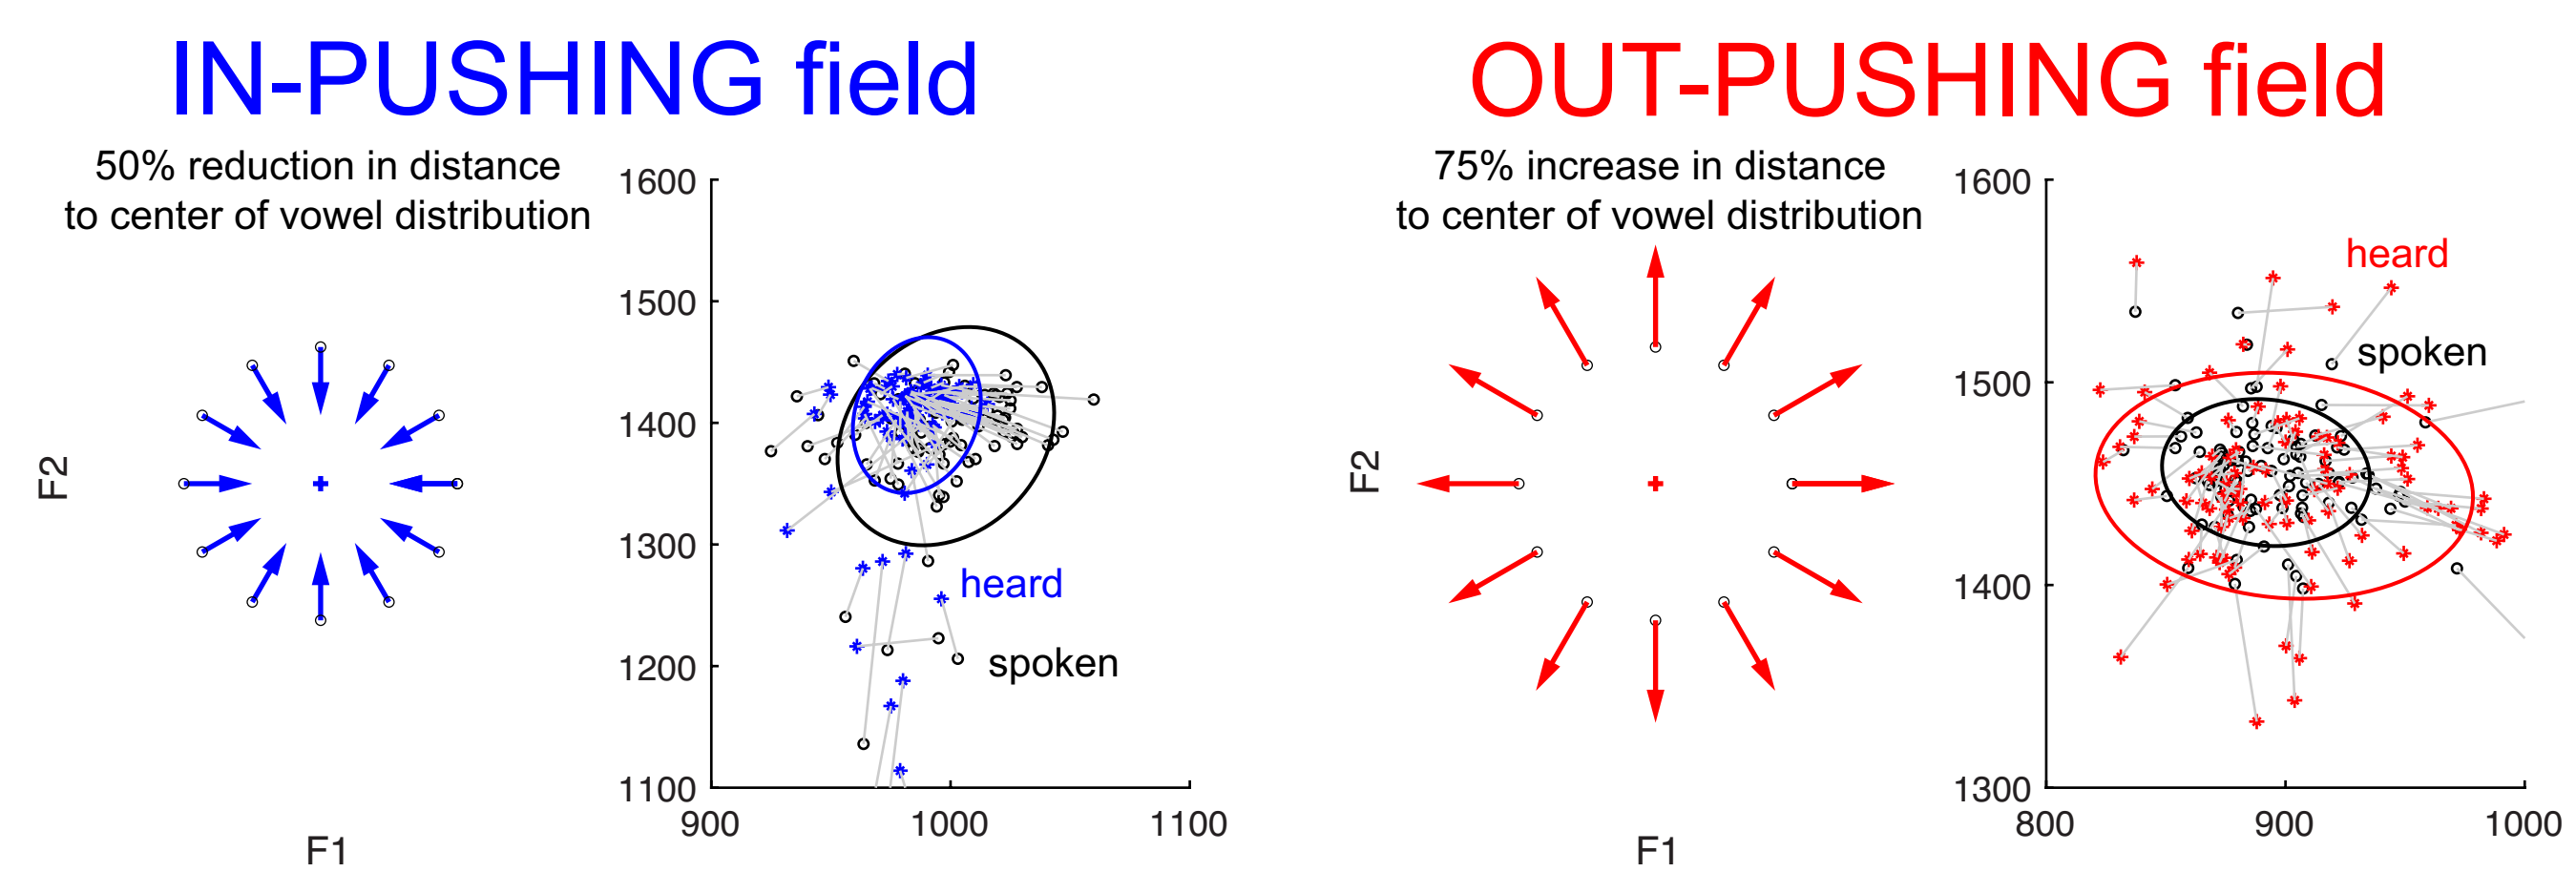 IN-PUSHING field
50% reduction in distance
to center of vowel distribution
F2
F1
1600
1500
1400
1300
1200
1100
900
1000
1100
heard
spoken
OUT-PUSHING field
75% increase in distance
to center of vowel distribution
F2
F1
1600
1500
1400
1300
800
900
1000
heard
spoken